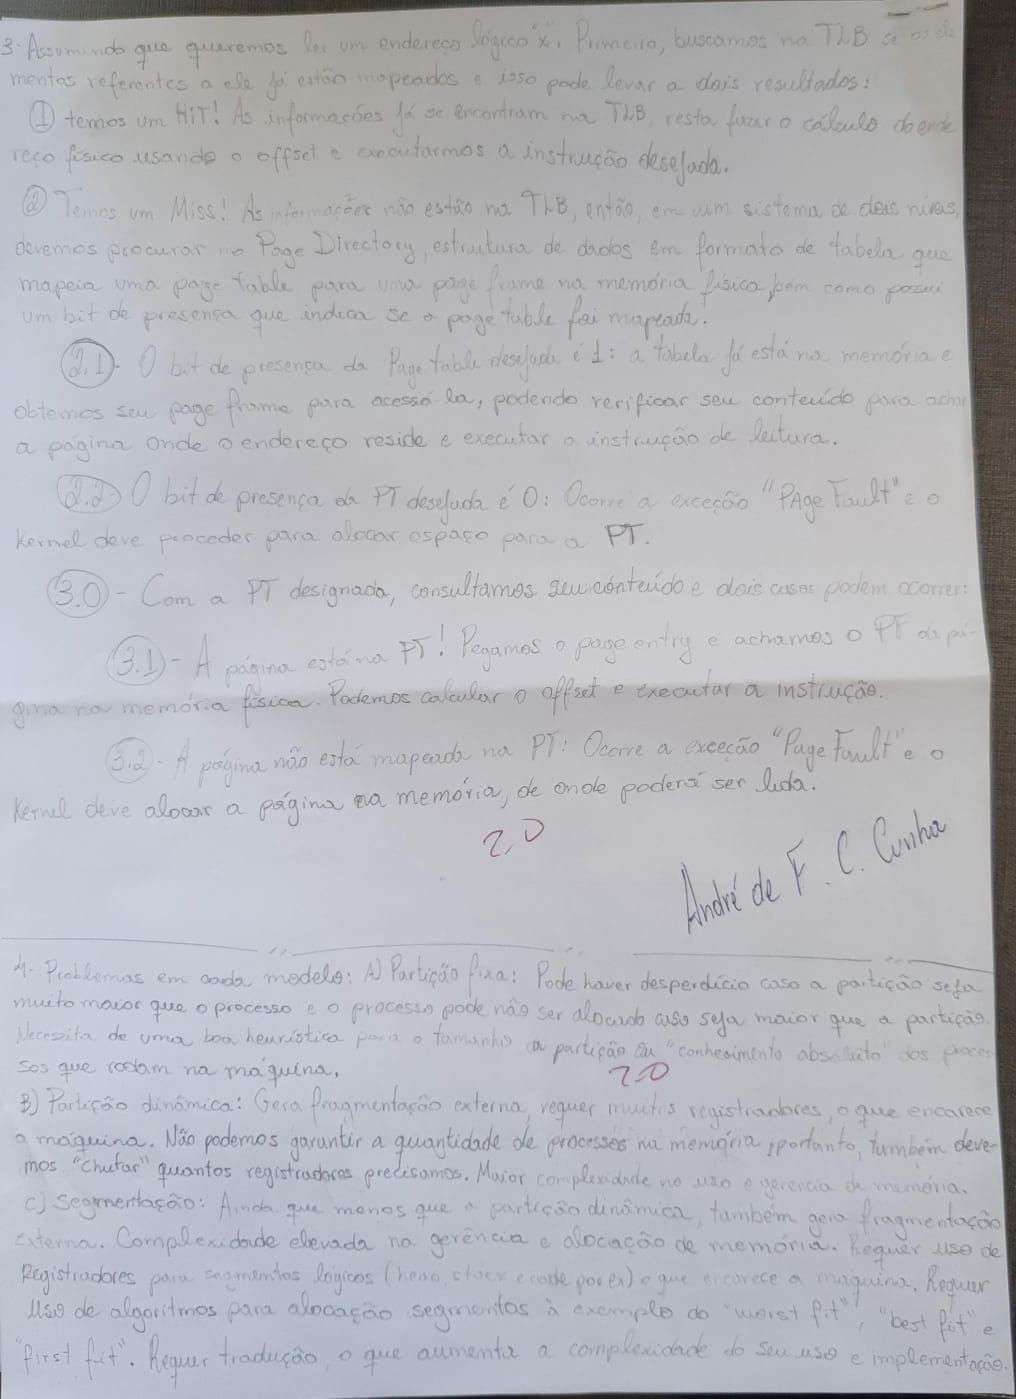 3. Assumindo que queremos ler um endereço lógico "x". Primeiro, buscamos na TLB se os ele
mentos referentes a ele já estão mapeados e isso pode levar a dois resultados:
① temos um HIT! As informações já se encontram na TLB, resta fazer o cálculo do ende
reço físico usando o offset e executarmos a instrução desejada.
② Temos um Miss! As informações não estão na TLB, então, em um sistema de dois níveis,
devemos procurar no Page Directory, estrutura de dados em formato de tabela que
mapeia uma page table para uma page frame na memória física, bem como possui
um bit de presença que indica se a page table foi mapeada.
2.1 - O bit de presença da Page table desejada é 1: a tabela já está na memória e
obtemos seu page frame para acessá-la, podendo verificar seu conteúdo para achar
a página onde o endereço reside e executar a instrução de leitura.
2.2 O bit de presença da PT desejada é 0: Ocorre a exceção "PAge Fault" e o
Kernel deve proceder para alocar espaço para a PT.
3.0 - Com a PT designada, consultamos seu conteúdo e dois casos podem ocorrer:
3.1 - A página está na PT! Pegamos o page entry e achamos o PF da pá-
gina na memória física. Podemos calcular o offset e executar a instrução.
3.2 - A página não está mapeada na PT: Ocorre a exceção "Page Fault" e o
Kernel deve alocar a página na memória, de onde poderá ser lida.
2,0
André de F. C. Cunha
4. Problemas em cada modelo: A) Partição fixa: Pode haver desperdício caso a partição seja
muito maior que o processo e o processo pode não ser alocado caso seja maior que a partição.
Necessita de uma boa heurística para o tamanho da partição ou "conhecimento absoluto" dos proces
sos que rodam na máquina.
2.0
B) Partição dinâmica: Gera fragmentação externa, requer muitos registradores, o que encarece
a máquina. Não podemos garantir a quantidade de processos na memória, portanto, também deve-
mos "chutar" quantos registradores precisamos. Maior complexidade no uso e gerencia de memória.
C) Segmentação: Ainda que menos que a partição dinâmica, também gera fragmentação
externa. Complexidade elevada na gerência e alocação de memória. Requer uso de
Registradores para segmentos lógicos (heap, stack e code por ex) o que encarece a máquina. Requer
uso de algoritmos para alocação segmentos à exemplo do "worst fit", "best fit" e
"first fit". Requer tradução, o que aumenta a complexidade do seu uso e implementação.